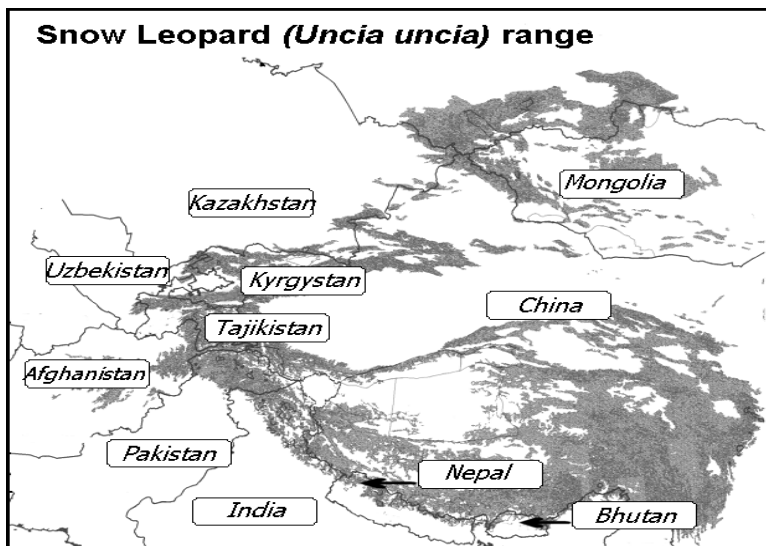 Snow Leopard (Uncia uncia) range
Mongolia
Kazakhstan
Uzbekistan
Kyrgystan
China
Tajikistan
Afghanistan
Pakistan
Nepal
India
Bhutan